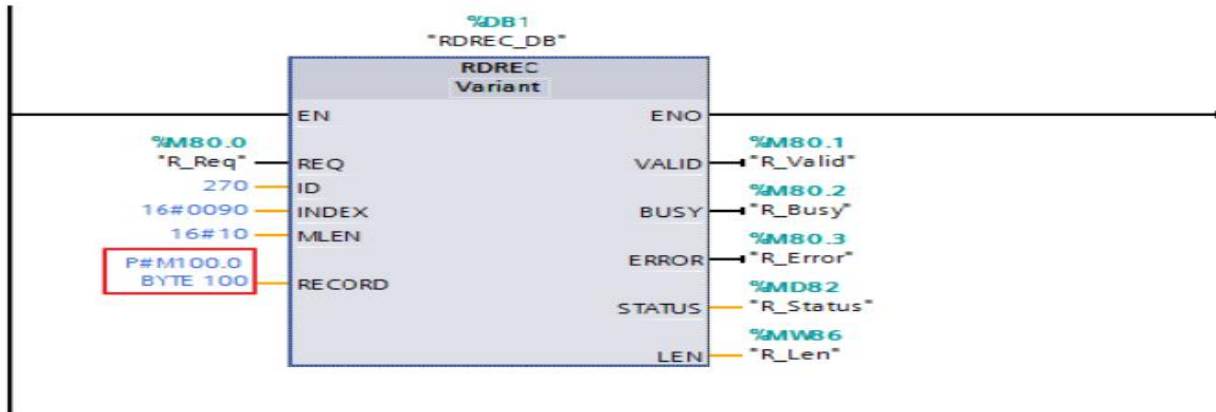 %DB1
"RDREC_DB"
RDREC
Variant
EN ENO
%M80.0
"R_Req" REQ
270 ID
16#0090 INDEX
16#10 MLEN
P#M100.0
BYTE 100 RECORD
%M80.1
VALID "R_Valid"
%M80.2
BUSY "R_Busy"
%M80.3
ERROR "R_Error"
%MD82
STATUS "R_Status"
%MW86
LEN "R_Len"